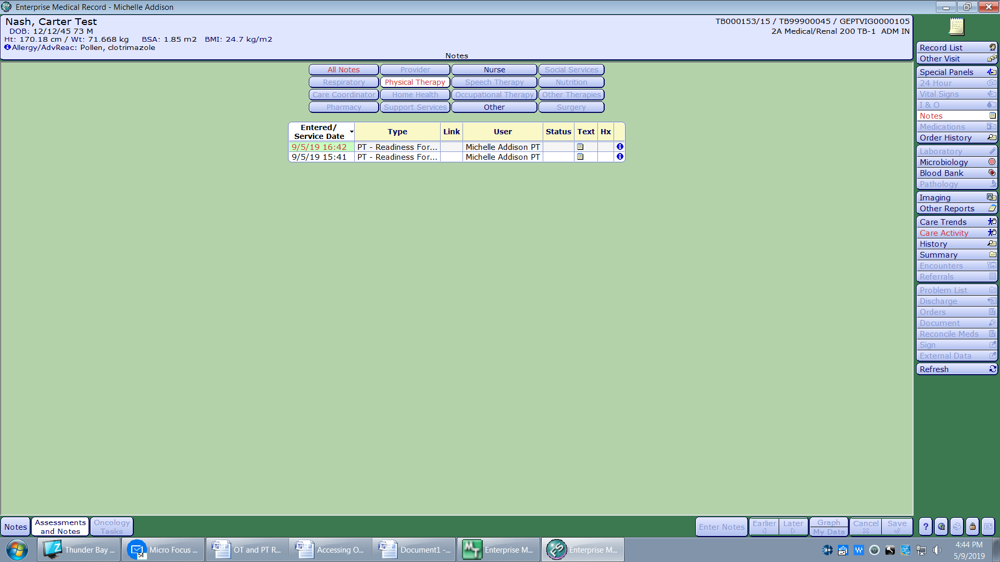 Enterprise Medical Record - Michelle Addison
Nash, Carter Test
DOB: 12/12/45 73 M
Ht: 170.18 cm / Wt: 71.668 kg BSA: 1.85 m2 BMI: 24.7 kg/m2
Allergy/AdvReac: Pollen, clotrimazole
TB000153/15 / TB99900045 / GEPTVIG0000105
2A Medical/Renal 200 TB-1 ADM IN
Notes
All Notes Provider Nurse Social Services
Respiratory Physical Therapy Speech Therapy Nutrition
Care Coordinator Home Health Occupational Therapy Other Therapies
Pharmacy Support Services Other Surgery
Entered/
Service Date Type Link User Status Text Hx
9/5/19 16:42 PT - Readiness For... Michelle Addison PT
9/5/19 15:41 PT - Readiness For... Michelle Addison PT
Record List
Other Visit
Special Panels
24 Hour
Vital Signs
I & O
Notes
Medications
Order History
Laboratory
Microbiology
Blood Bank
Pathology
Imaging
Other Reports
Care Trends
Care Activity
History
Summary
Encounters
Referrals
Problem List
Discharge
Orders
Document
Reconcile Meds
Sign
External Data
Refresh
Notes
Assessments
and Notes
Oncology
Tasks
Enter Notes
Earlier
Later
Graph
My Data
Cancel
Save
?
Thunder Bay ...
54
Micro Focus ...
OT and PT R...
Accessing O...
Document1 -...
Enterprise M...
Enterprise M...
4:44 PM
5/9/2019